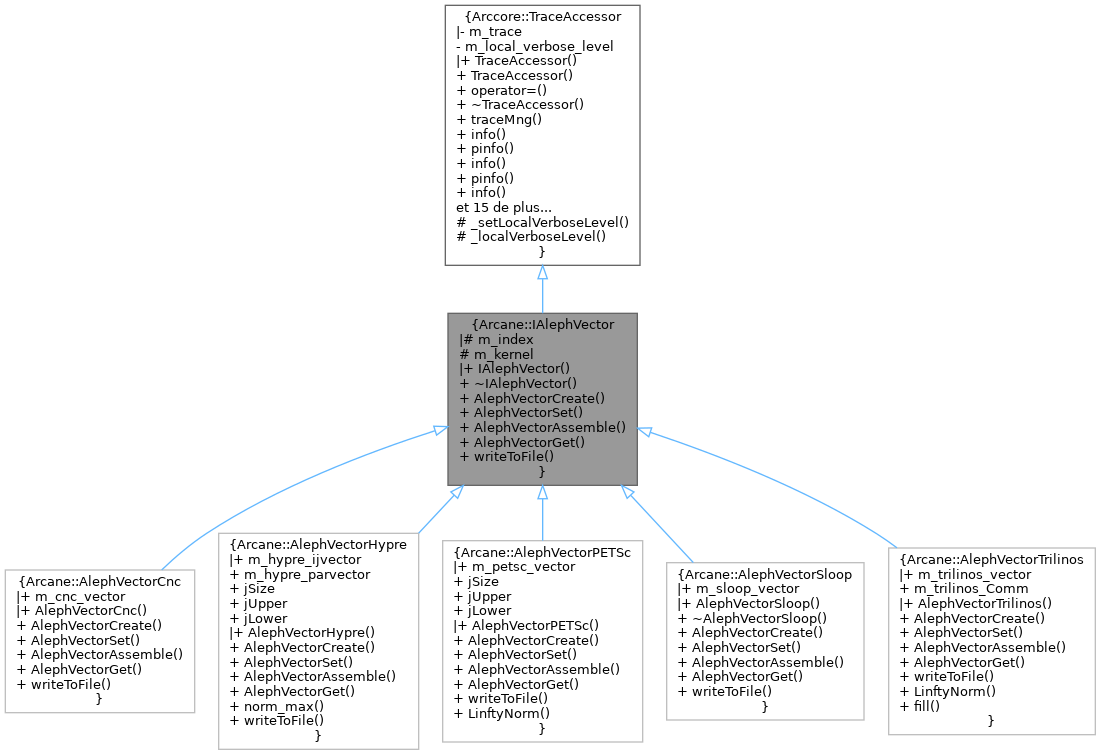 {Arccore::TraceAccessor
|- m_trace
- m_local_verbose_level
|+ TraceAccessor()
+ TraceAccessor()
+ operator=()
+ ~TraceAccessor()
+ traceMng()
+ info()
+ pinfo()
+ info()
+ pinfo()
+ info()
et 15 de plus...
# _setLocalVerboseLevel()
# _localVerboseLevel()
}
{Arcane::IAlephVector
|# m_index
# m_kernel
|+ IAlephVector()
+ ~IAlephVector()
+ AlephVectorCreate()
+ AlephVectorSet()
+ AlephVectorAssemble()
+ AlephVectorGet()
+ writeToFile()
}
{Arcane::AlephVectorCnc
|+ m_cnc_vector
|+ AlephVectorCnc()
+ AlephVectorCreate()
+ AlephVectorSet()
+ AlephVectorAssemble()
+ AlephVectorGet()
+ writeToFile()
}
{Arcane::AlephVectorHypre
|+ m_hypre_ijvector
+ m_hypre_parvector
+ jSize
+ jUpper
+ jLower
|+ AlephVectorHypre()
+ AlephVectorCreate()
+ AlephVectorSet()
+ AlephVectorAssemble()
+ AlephVectorGet()
+ norm_max()
+ writeToFile()
}
{Arcane::AlephVectorPETSc
|+ m_petsc_vector
+ jSize
+ jUpper
+ jLower
|+ AlephVectorPETSc()
+ AlephVectorCreate()
+ AlephVectorSet()
+ AlephVectorAssemble()
+ AlephVectorGet()
+ writeToFile()
+ LinftyNorm()
}
{Arcane::AlephVectorSloop
|+ m_sloop_vector
|+ AlephVectorSloop()
+ ~AlephVectorSloop()
+ AlephVectorCreate()
+ AlephVectorSet()
+ AlephVectorAssemble()
+ AlephVectorGet()
+ writeToFile()
}
{Arcane::AlephVectorTrilinos
|+ m_trilinos_vector
+ m_trilinos_Comm
|+ AlephVectorTrilinos()
+ AlephVectorCreate()
+ AlephVectorSet()
+ AlephVectorAssemble()
+ AlephVectorGet()
+ writeToFile()
+ LinftyNorm()
+ fill()
}